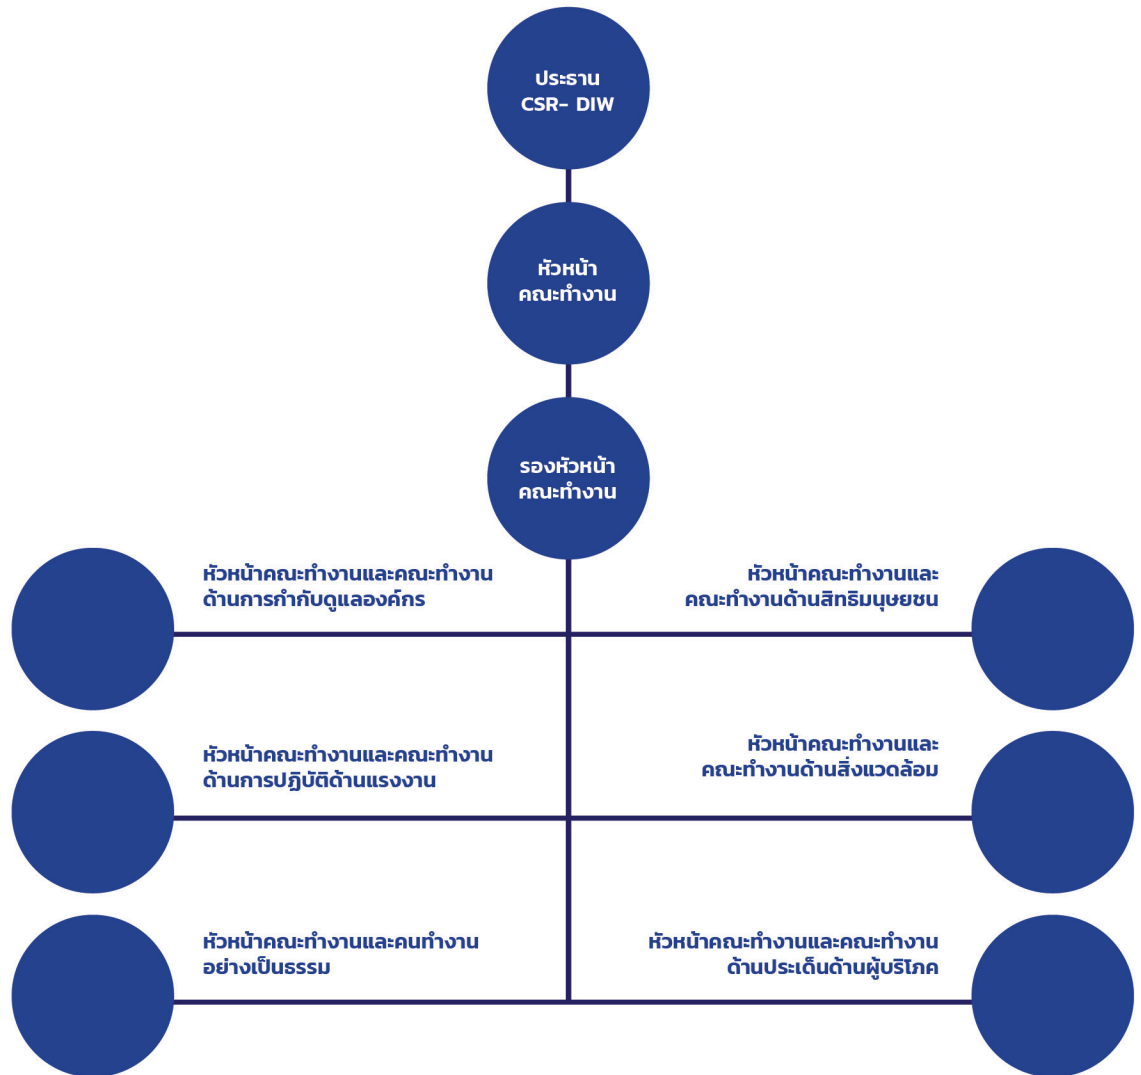 ประธาน
CSR- DIW
หัวหน้า
คณะทำงาน
รองหัวหน้า
คณะทำงาน
หัวหน้าคณะทำงานและคณะทำงาน
ด้านการกำกับดูแลองค์กร
หัวหน้าคณะทำงานและ
คณะทำงานด้านสิทธิมนุษยชน
หัวหน้าคณะทำงานและคณะทำงาน
ด้านการปฏิบัติด้านแรงงาน
หัวหน้าคณะทำงานและ
คณะทำงานด้านสิ่งแวดล้อม
หัวหน้าคณะทำงานและคนทำงาน
อย่างเป็นธรรม
หัวหน้าคณะทำงานและคณะทำงาน
ด้านประเด็นด้านผู้บริโภค